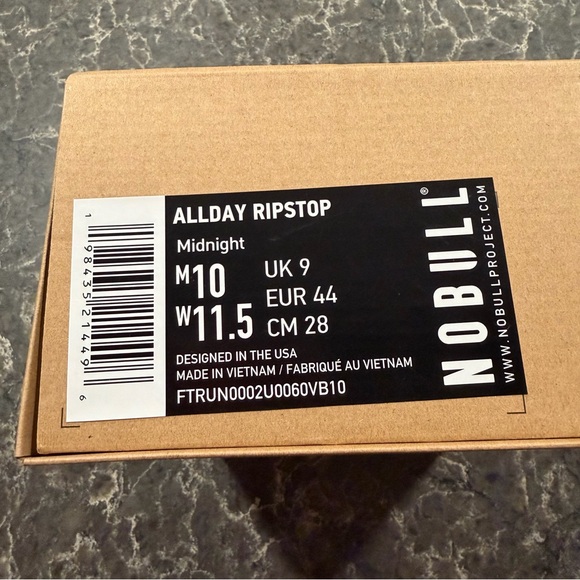 ALLDAY RIPSTOP
Midnight
M10 UK 9
EUR 44
W11.5 CM 28
DESIGNED IN THE USA
MADE IN VIETNAM / FABRIQUÉ AU VIETNAM
FTRUN0002U0060VB10
NOBULL®
WWW.NOBULLPROJECT.COM
1 98435 21449 6